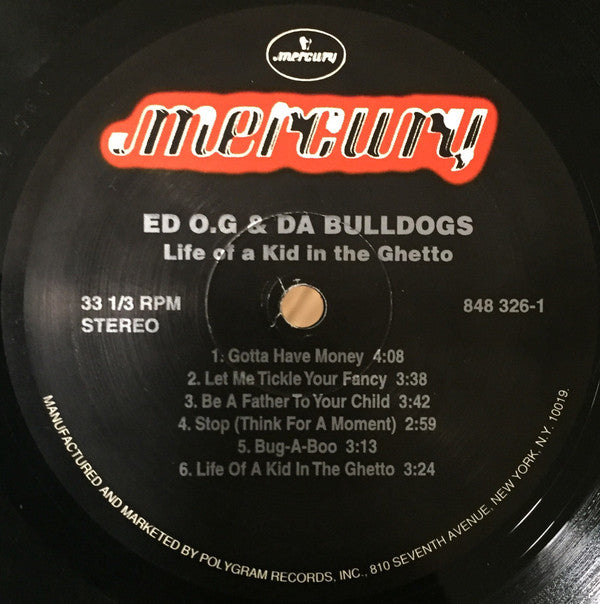 mercury
mercury
ED O.G & DA BULLDOGS
Life of a Kid in the Ghetto
33 1/3 RPM
STEREO
848 326-1
1. Gotta Have Money 4:08
2. Let Me Tickle Your Fancy 3:38
3. Be A Father To Your Child 3:42
4. Stop (Think For A Moment) 2:59
5. Bug-A-Boo 3:13
6. Life Of A Kid In The Ghetto 3:24
MANUFACTURED AND MARKETED BY POLYGRAM RECORDS, INC., 810 SEVENTH AVENUE, NEW YORK, N.Y. 10019.